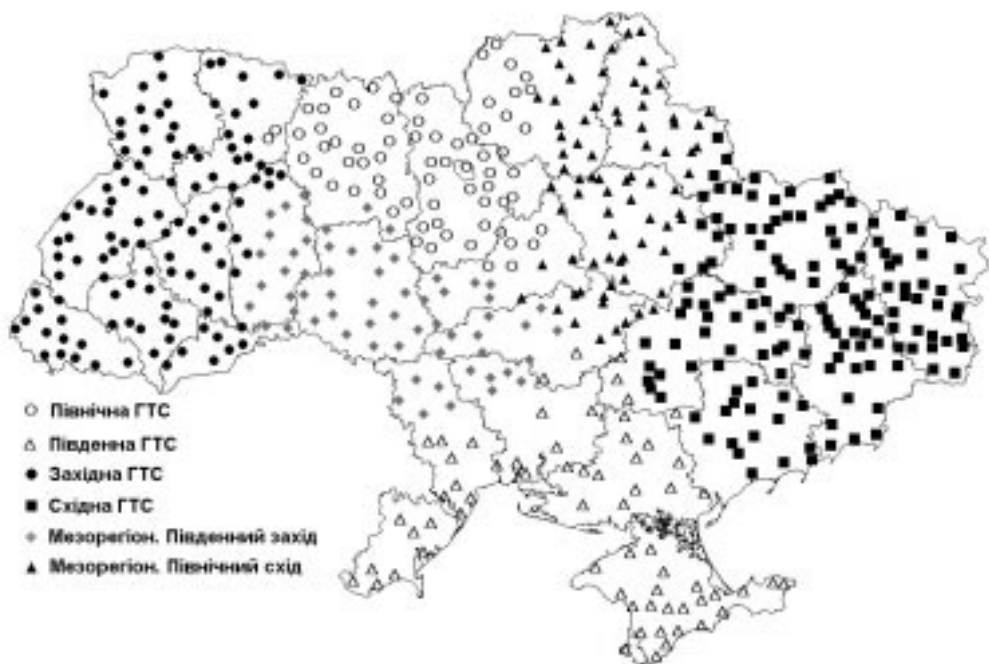 Північна ГТС
Південна ГТС
Західна ГТС
Східна ГТС
Мезорегіон. Південний захід
Мезорегіон. Північний схід